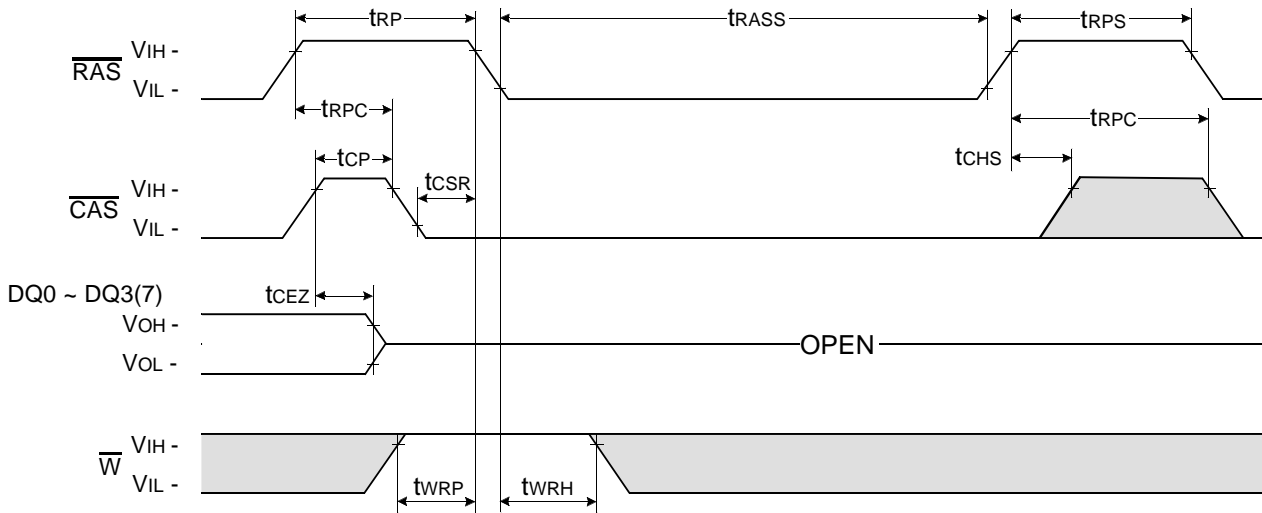 tRP
tRASS
tRPS
RAS
VIH -
VIL -
tRPC
tRPC
tCP
tCSR
tCHS
CAS
VIH -
VIL -
DQ0 ~ DQ3(7)
tCEZ
VOH -
VOL -
OPEN
W
VIH -
VIL -
tWRP
tWRH